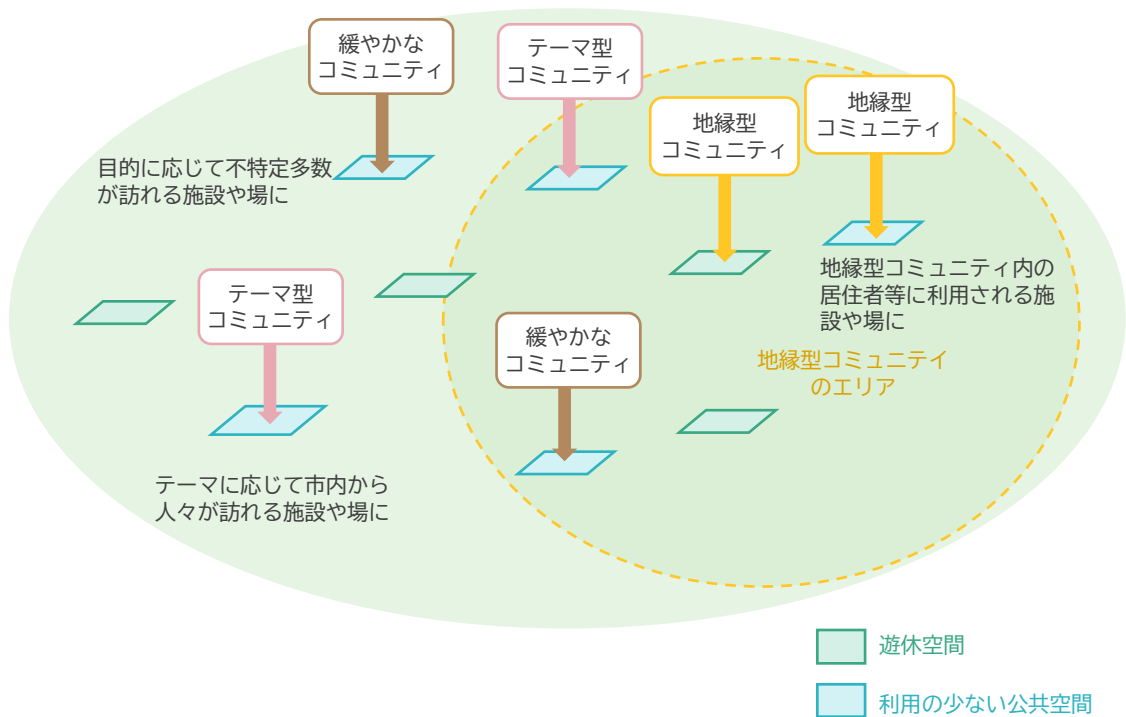 緩やかな
コミュニティ
テーマ型
コミュニティ
地縁型
コミュニティ
地縁型
コミュニティ
目的に応じて不特定多数
が訪れる施設や場に
地縁型コミュニティ内の
居住者等に利用される施
設や場に
テーマ型
コミュニティ
緩やかな
コミュニティ
地縁型コミュニテイ
のエリア
テーマに応じて市内から
人々が訪れる施設や場に
遊休空間
利用の少ない公共空間